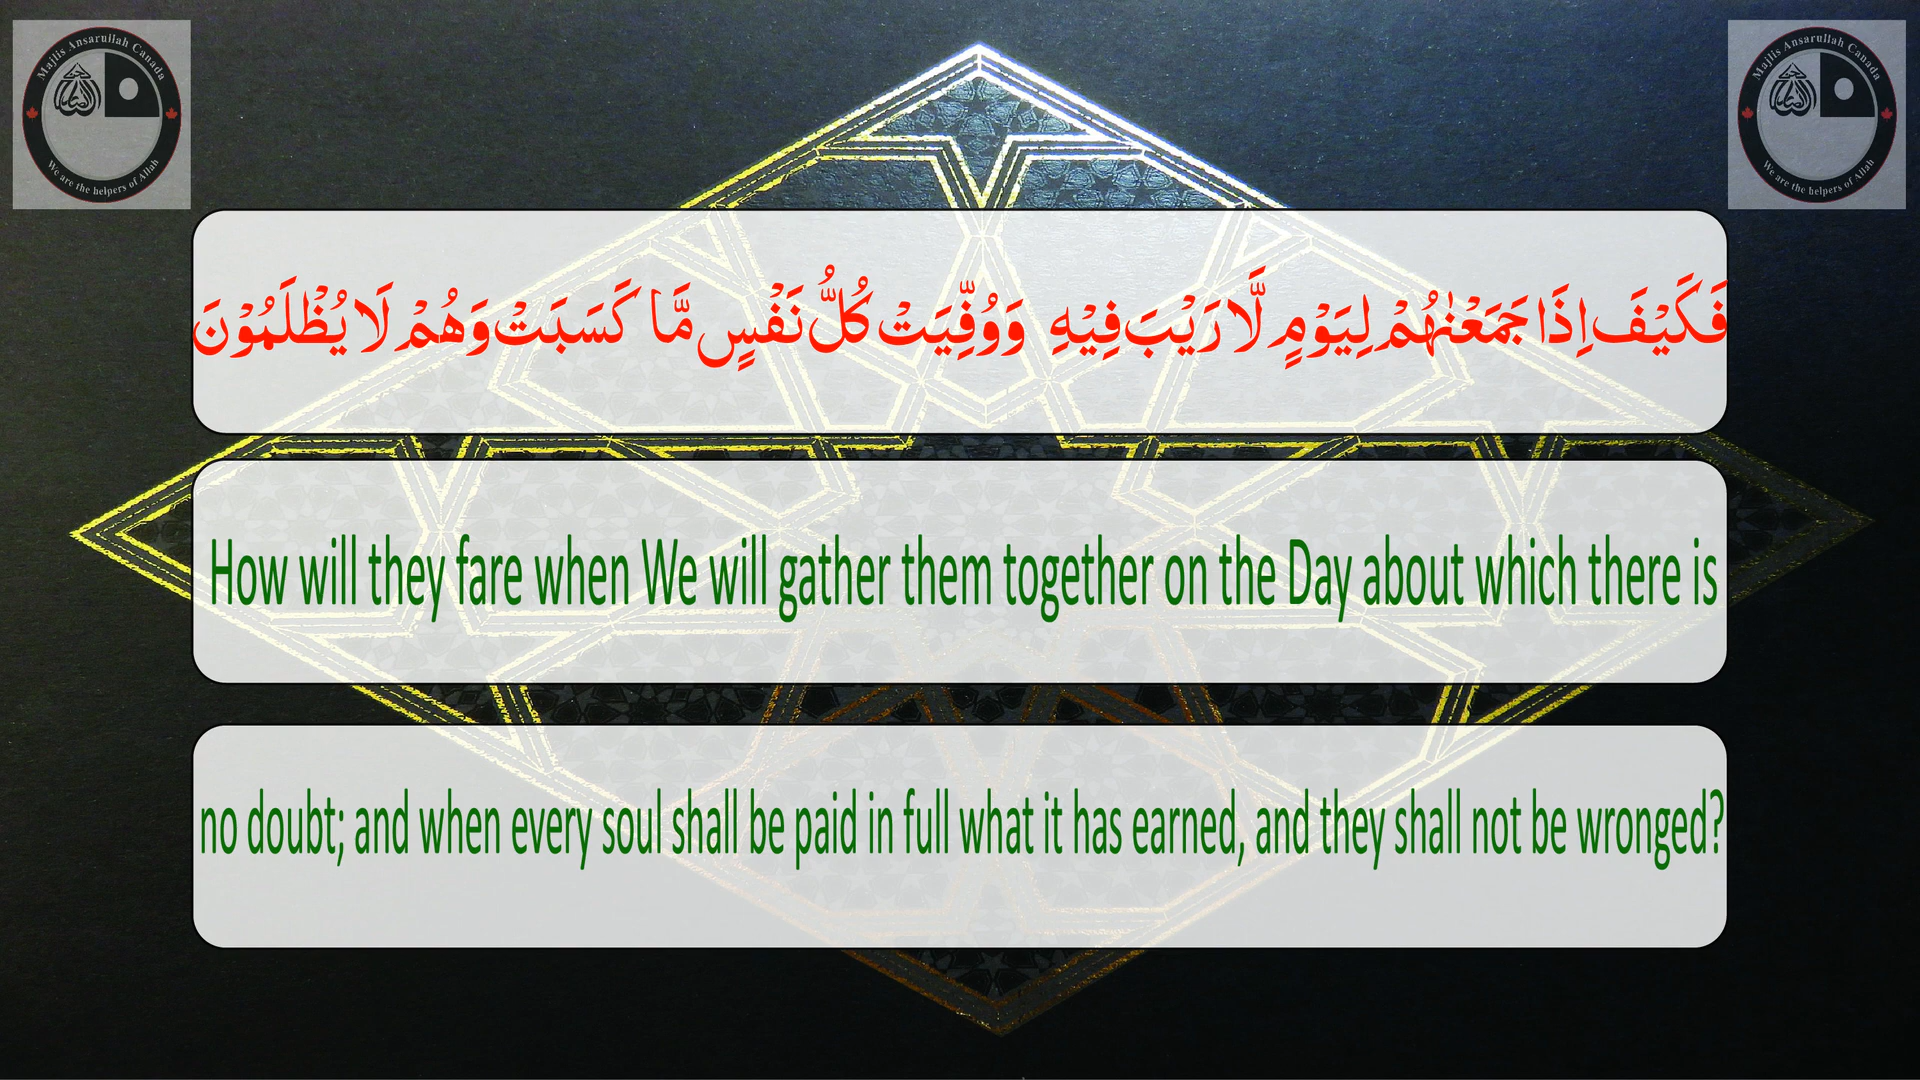 Majlis Ansarullah Canada
We are the helpers of Allah
Majlis Ansarullah Canada
We are the helpers of Allah
فَكَيْفَ اِذَا جَمَعْنٰهُمْ لِيَوْمٍ لَّا رَيْبَ فِيْهِ وَوُفِّيَتْ كُلُّ نَفْسٍ مَّا كَسَبَتْ وَهُمْ لَا يُظْلَمُوْنَ
How will they fare when We will gather them together on the Day about which there is
no doubt; and when every soul shall be paid in full what it has earned, and they shall not be wronged?